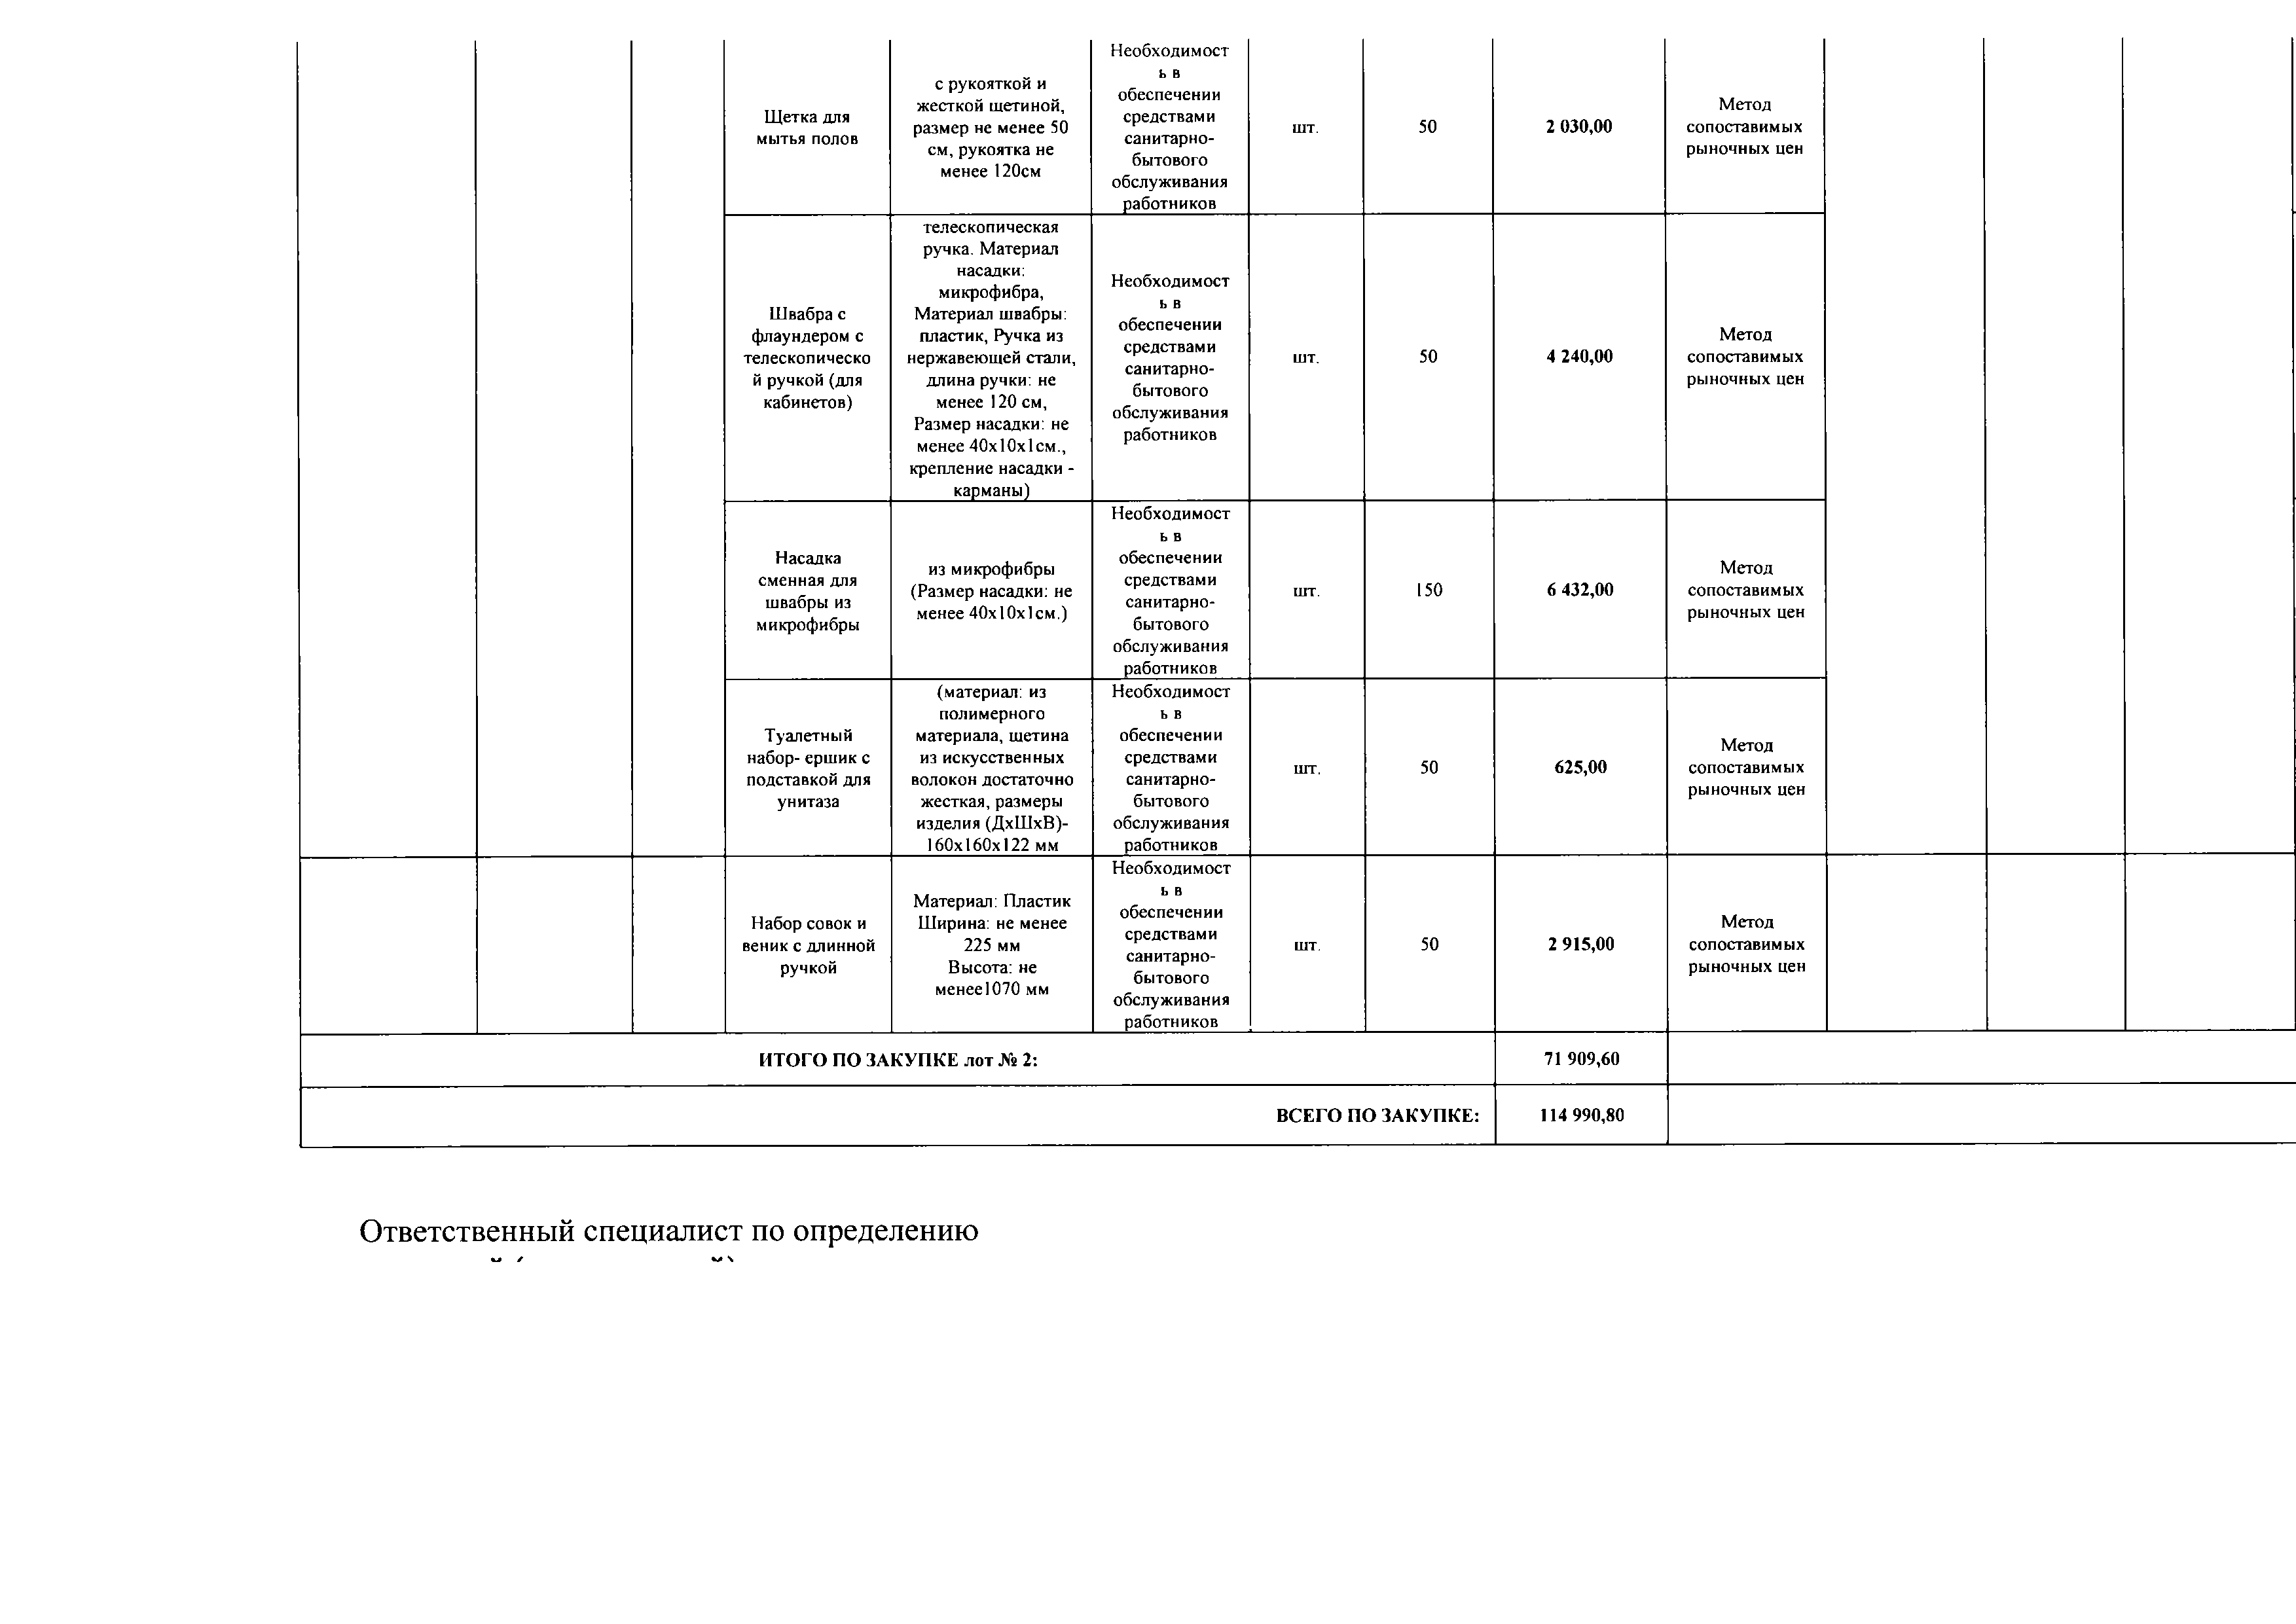 Щетка для
мытья полов
с рукояткой и
жесткой щетиной,
размер не менее 50
см, рукоятка не
менее 120см
Необходимост
ь в
обеспечении
средствами
санитарно-
бытового
обслуживания
работников
шт.
50
2 030,00
Метод
сопоставимых
рыночных цен
Швабра с
флаундером с
телескопическо
й ручкой (для
кабинетов)
телескопическая
ручка. Материал
насадки:
микрофибра,
Материал швабры:
пластик, Ручка из
нержавеющей стали,
длина ручки: не
менее 120 см,
Размер насадки: не
менее 40х10х1см.,
крепление насадки -
карманы)
Необходимост
ь в
обеспечении
средствами
санитарно-
бытового
обслуживания
работников
шт.
50
4 240,00
Метод
сопоставимых
рыночных цен
Насадка
сменная для
швабры из
микрофибры
из микрофибры
(Размер насадки: не
менее 40х10х1см.)
Необходимост
ь в
обеспечении
средствами
санитарно-
бытового
обслуживания
работников
шт.
150
6 432,00
Метод
сопоставимых
рыночных цен
Туалетный
набор- ершик с
подставкой для
унитаза
(материал: из
полимерного
материала, щетина
из искусственных
волокон достаточно
жесткая, размеры
изделия (ДхШхВ)-
160х160х122 мм
Необходимост
ь в
обеспечении
средствами
санитарно-
бытового
обслуживания
работников
шт.
50
625,00
Метод
сопоставимых
рыночных цен
Набор совок и
веник с длинной
ручкой
Материал: Пластик
Ширина: не менее
225 мм
Высота: не
менее1070 мм
Необходимост
ь в
обеспечении
средствами
санитарно-
бытового
обслуживания
работников
шт.
50
2 915,00
Метод
сопоставимых
рыночных цен
ИТОГО ПО ЗАКУПКЕ лот № 2:
71 909,60
ВСЕГО ПО ЗАКУПКЕ:
114 990,80
Ответственный специалист по определению